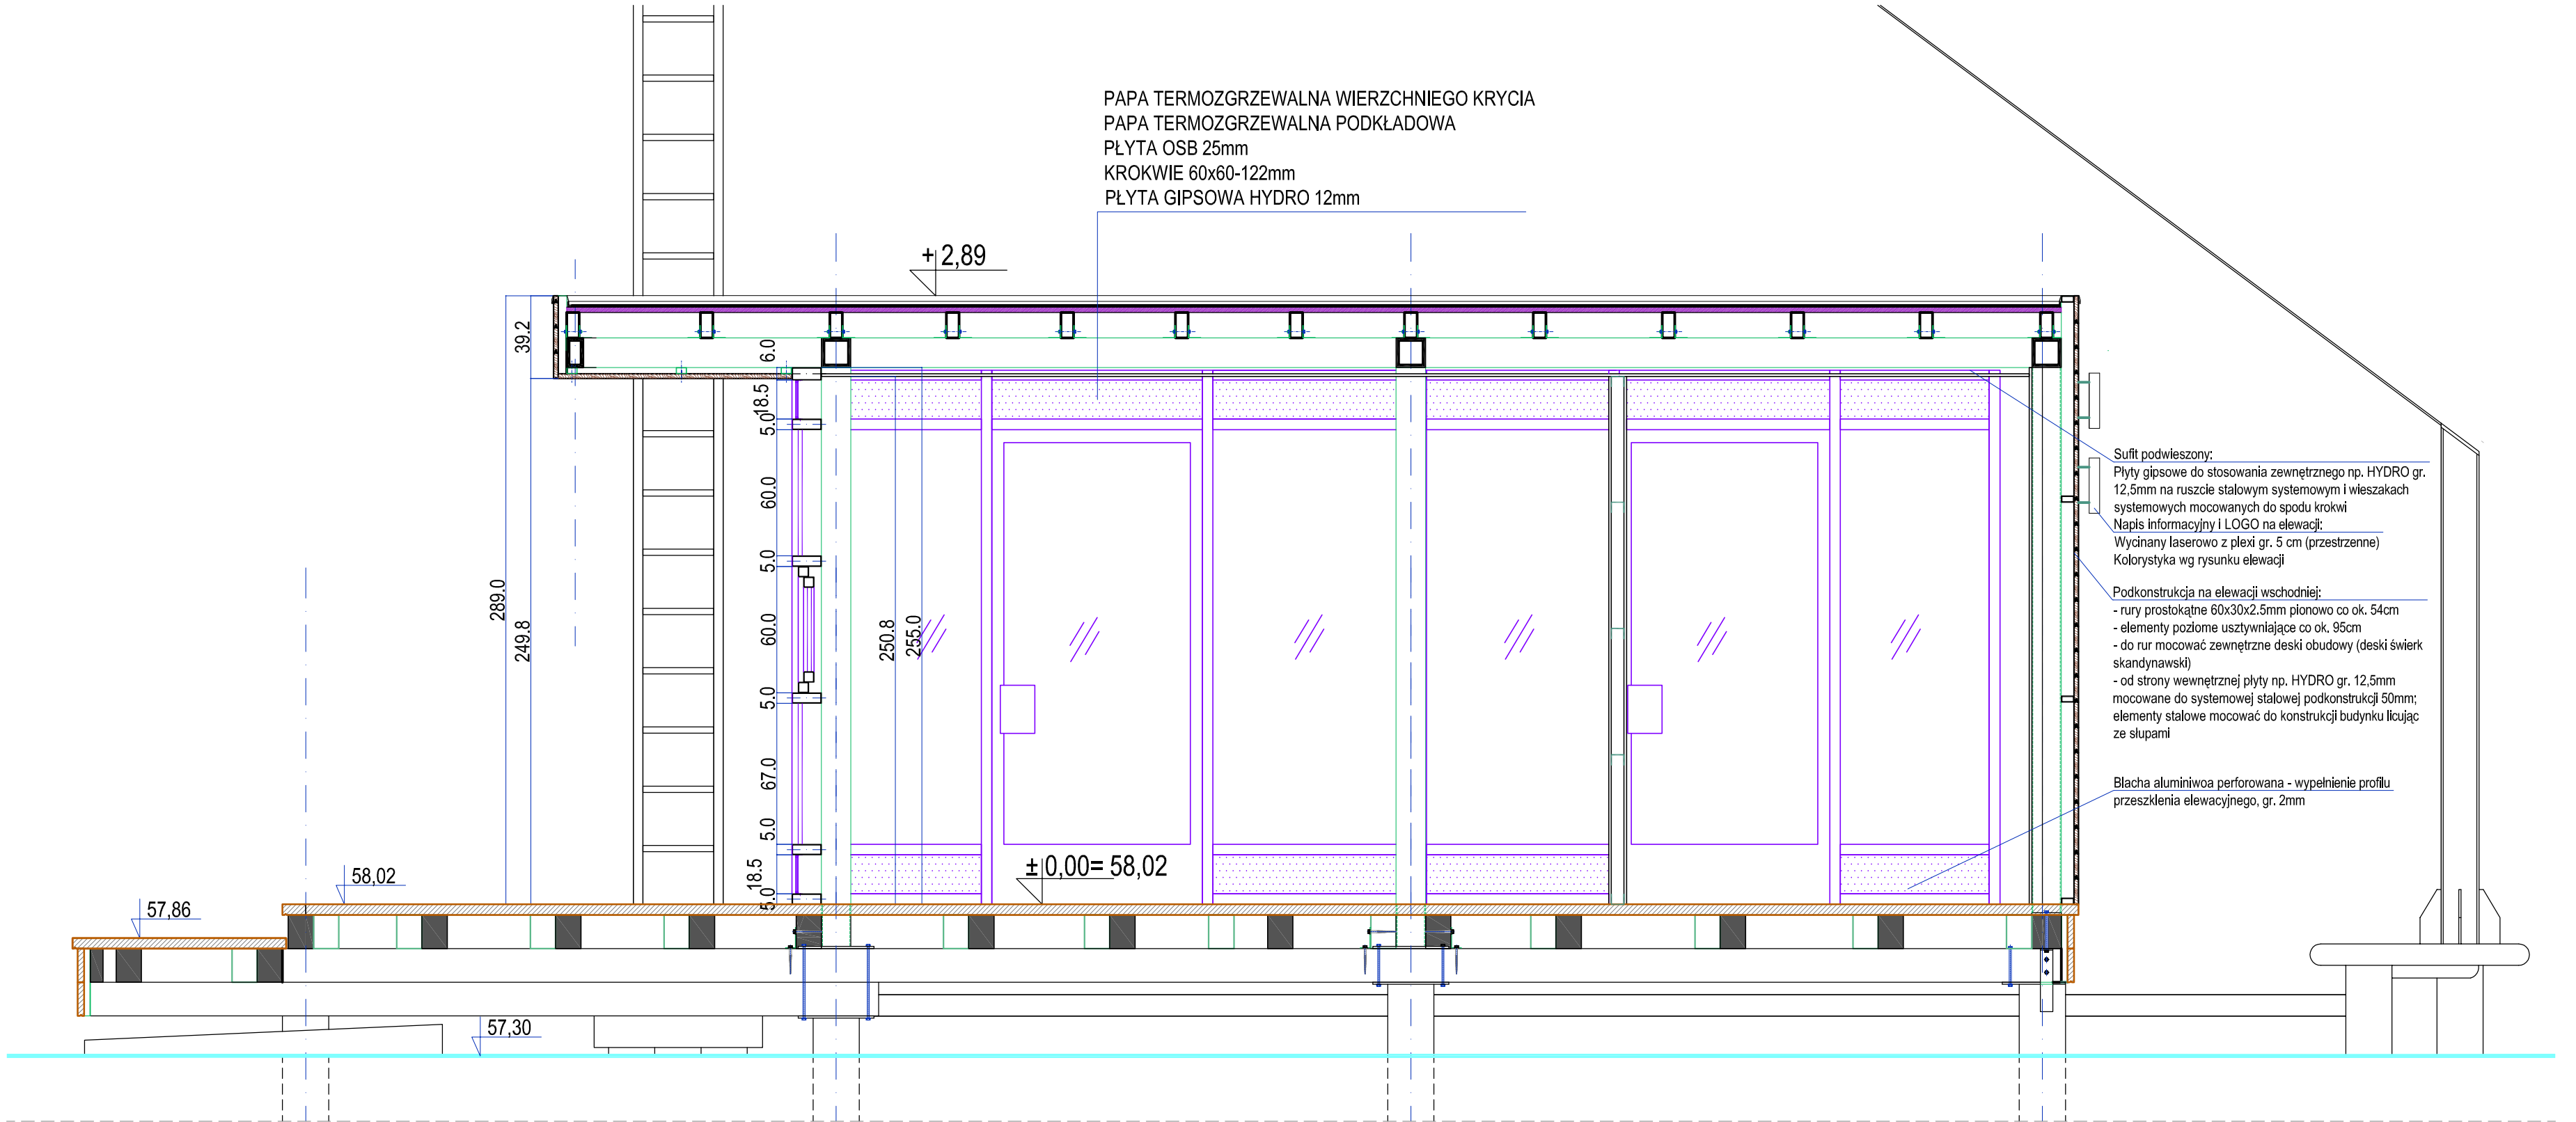 PAPA TERMOZGRZEWALNA WIERZCHNIEGO KRYCIA
PAPA TERMOZGRZEWALNA PODKŁADOWA
PŁYTA OSB 25mm
KROKWIE 60x60-122mm
PŁYTA GIPSOWA HYDRO 12mm
+ 2,89
39.2
289.0
249.8
6.0
18.5
5.0
60.0
5.0
60.0
5.0
67.0
5.0
18.5
5.0
250.8
255.0
Sufit podwieszony:
Płyty gipsowe do stosowania zewnętrznego np. HYDRO gr.
12,5mm na ruszcie stalowym systemowym i wieszakach
systemowych mocowanych do spodu krokwi
Napis informacyjny i LOGO na elewacji:
Wycinany laserowo z plexi gr. 5 cm (przestrzenne)
Kolorystyka wg rysunku elewacji
Podkonstrukcja na elewacji wschodniej:
- rury prostokątne 60x30x2.5mm pionowo co ok. 54cm
- elementy poziome usztywniające co ok. 95cm
- do rur mocować zewnętrzne deski obudowy (deski świerk
skandynawski)
- od strony wewnętrznej płyty np. HYDRO gr. 12,5mm
mocowane do systemowej stalowej podkonstrukcji 50mm;
elementy stalowe mocować do konstrukcji budynku licując
ze słupami
Blacha aluminiwoa perforowana - wypełnienie profilu
przeszklenia elewacyjnego, gr. 2mm
±0,00= 58,02
58,02
57,86
57,30